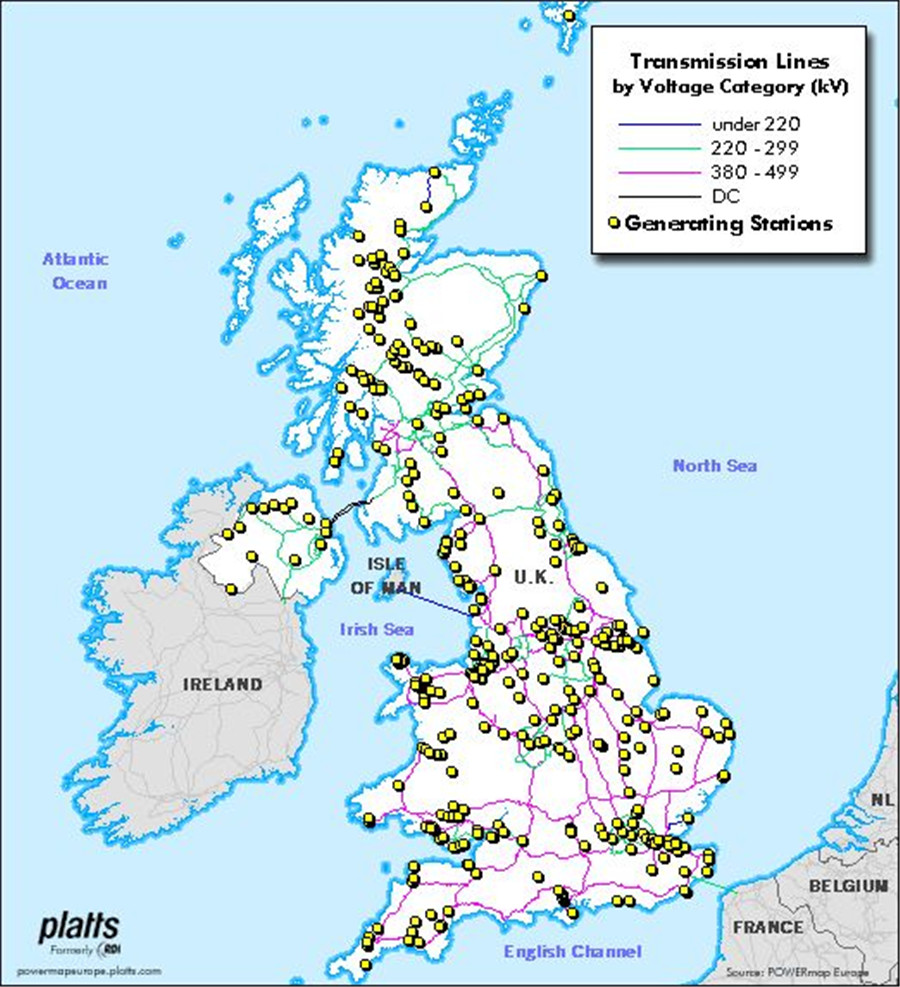 Transmission Lines
by Voltage Category (kV)
under 220
220 - 299
380 - 499
DC
Generating Stations
Atlantic
Ocean
North Sea
ISLE
OF MAN
U.K.
Irish Sea
IRELAND
NL
BELGIUM
FRANCE
English Channel
platts
Formerly RDI
powermapeurope.platts.com
Source: POWERmap Europe